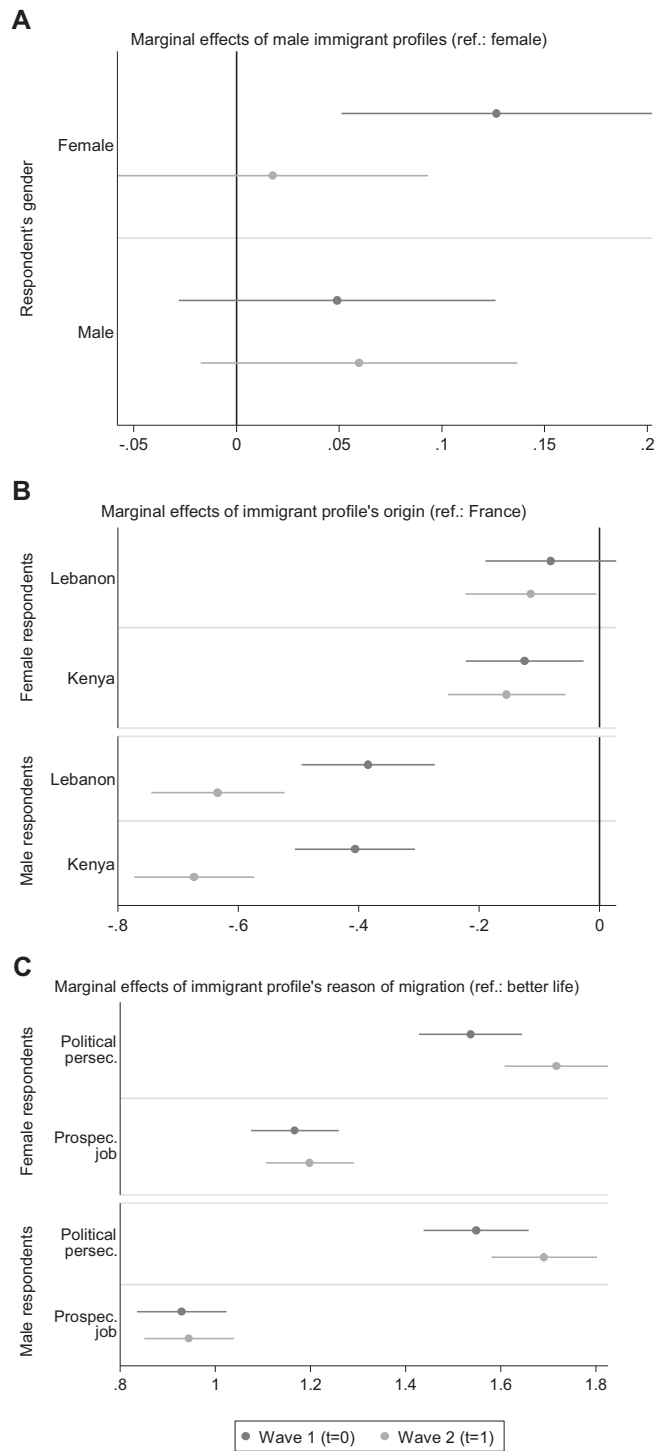 A
Marginal effects of male immigrant profiles (ref.: female)
Respondent's gender
Female
Male
-.05 0 .05 .1 .15 .2
B
Marginal effects of immigrant profile's origin (ref.: France)
Female respondents
Lebanon
Kenya
Male respondents
Lebanon
Kenya
-.8 -.6 -.4 -.2 0
C
Marginal effects of immigrant profile's reason of migration (ref.: better life)
Female respondents
Political
persec.
Prospec.
job
Male respondents
Political
persec.
Prospec.
job
.8 1 1.2 1.4 1.6 1.8
Wave 1 (t=0) Wave 2 (t=1)